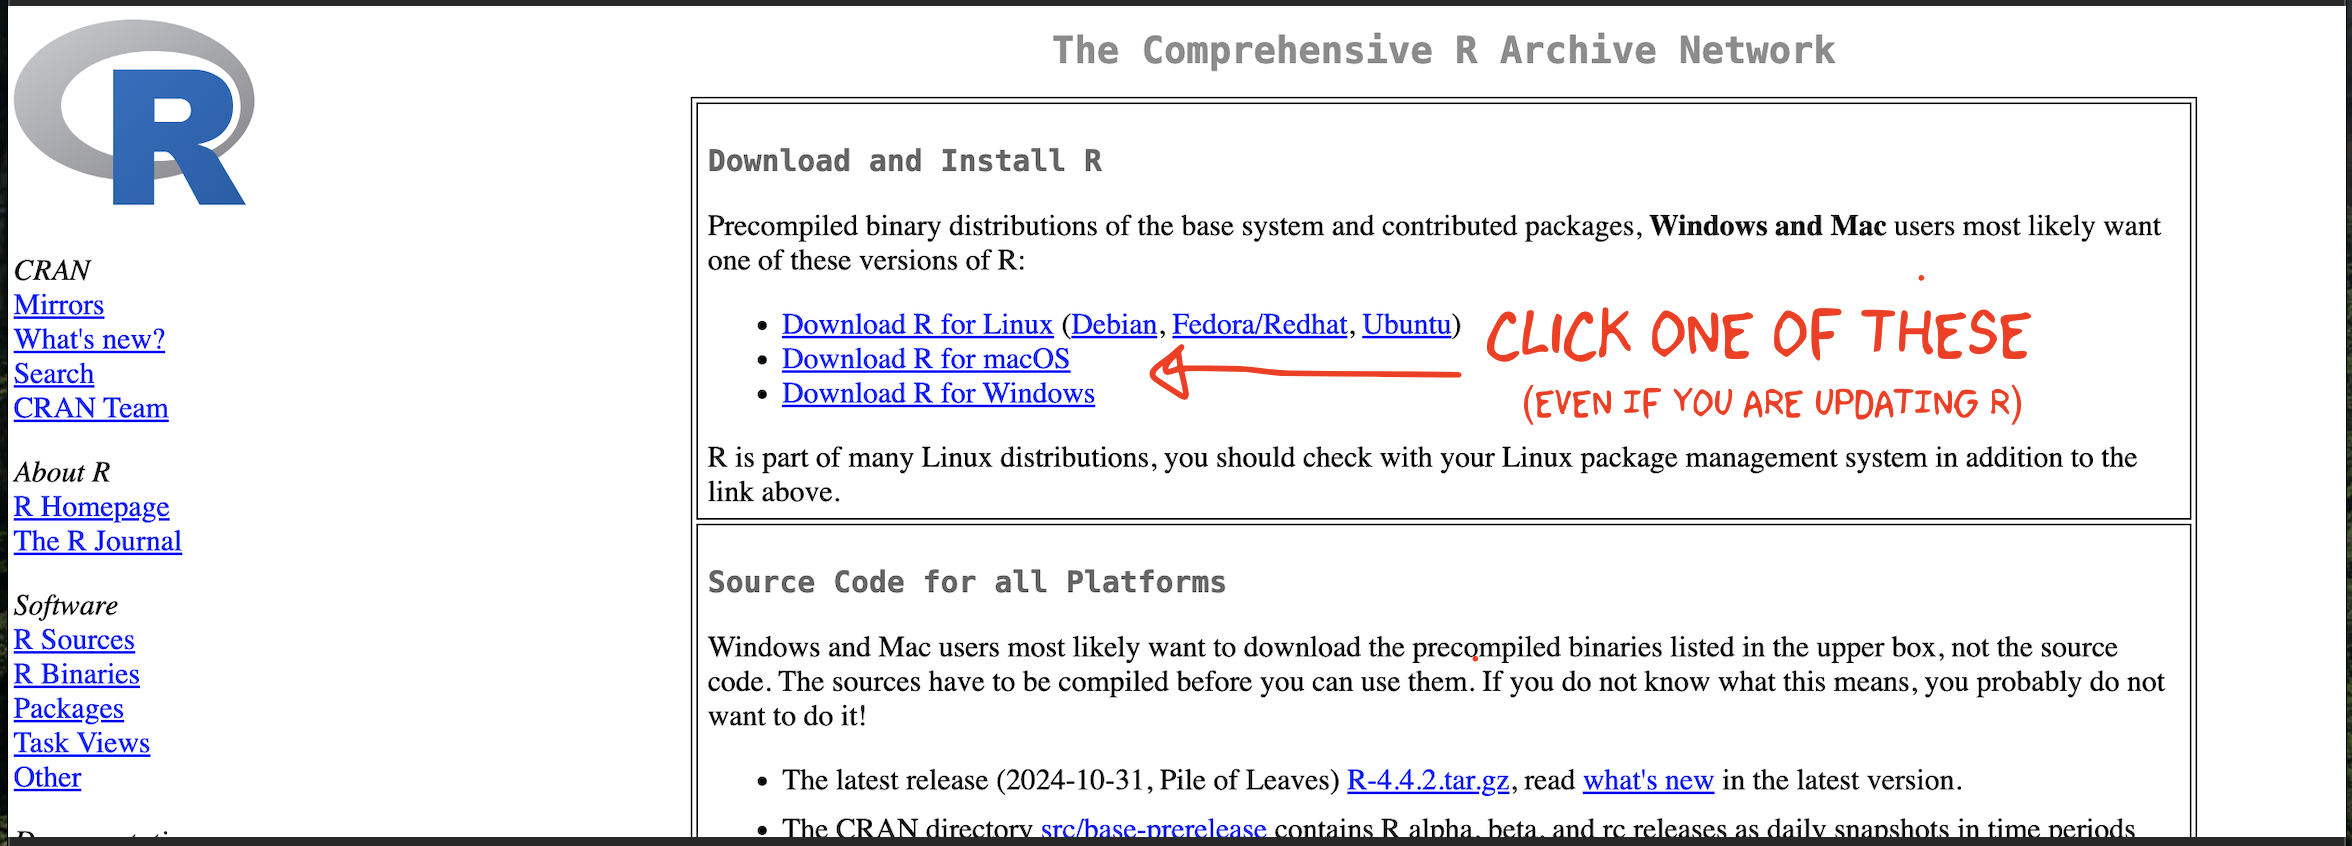 R
CRAN
Mirrors
What's new?
Search
CRAN Team
About R
R Homepage
The R Journal
Software
R Sources
R Binaries
Packages
Task Views
Other
The Comprehensive R Archive Network
Download and Install R
Precompiled binary distributions of the base system and contributed packages, Windows and Mac users most likely want
one of these versions of R:
• Download R for Linux (Debian, Fedora/Redhat, Ubuntu)
• Download R for macOS
• Download R for Windows
CLICK ONE OF THESE
(EVEN IF YOU ARE UPDATING R)
R is part of many Linux distributions, you should check with your Linux package management system in addition to the
link above.
Source Code for all Platforms
Windows and Mac users most likely want to download the precompiled binaries listed in the upper box, not the source
code. The sources have to be compiled before you can use them. If you do not know what this means, you probably do not
want to do it!
• The latest release (2024-10-31, Pile of Leaves) R-4.4.2.tar.gz, read what's new in the latest version.
• The CRAN directory src/base-prerelease contains R alpha, beta, and rc releases as daily snapshots in time periods